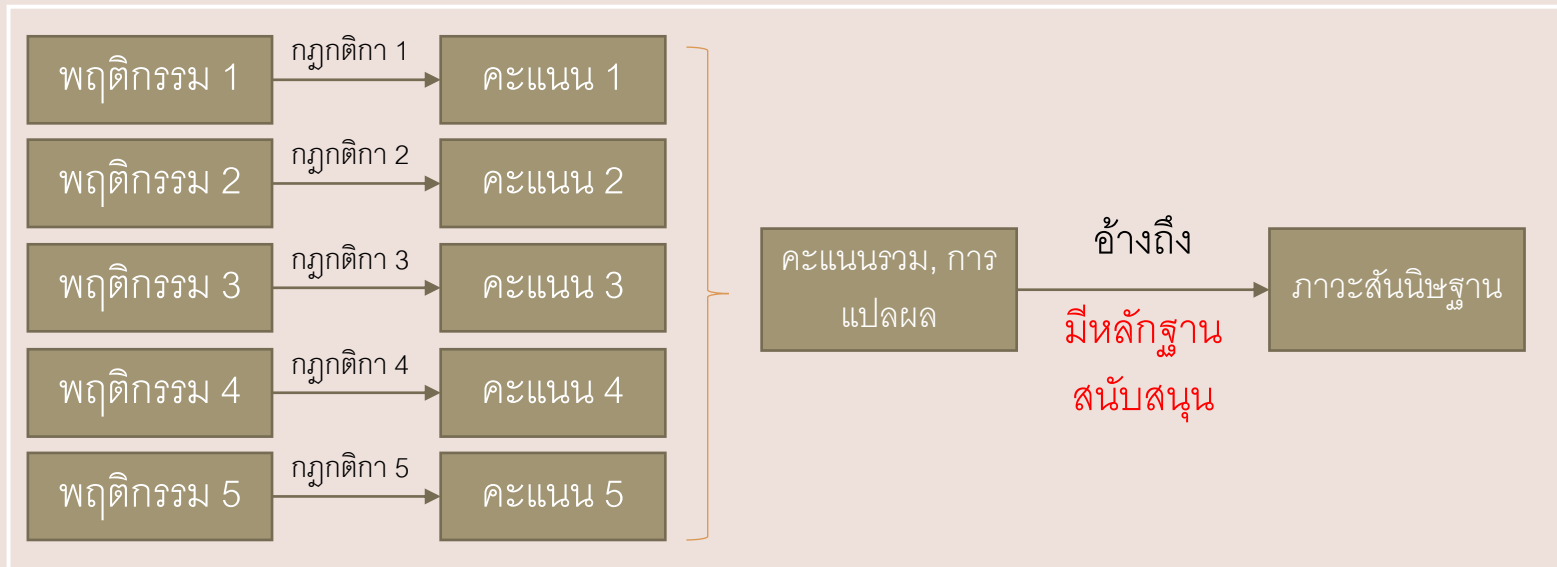 พฤติกรรม 1
กฎกติกา 1
คะแนน 1
พฤติกรรม 2
กฎกติกา 2
คะแนน 2
พฤติกรรม 3
กฎกติกา 3
คะแนน 3
พฤติกรรม 4
กฎกติกา 4
คะแนน 4
พฤติกรรม 5
กฎกติกา 5
คะแนน 5
คะแนนรวม, การ
แปลผล
อ้างถึง
มีหลักฐาน
สนับสนุน
ภาวะสันนิษฐาน